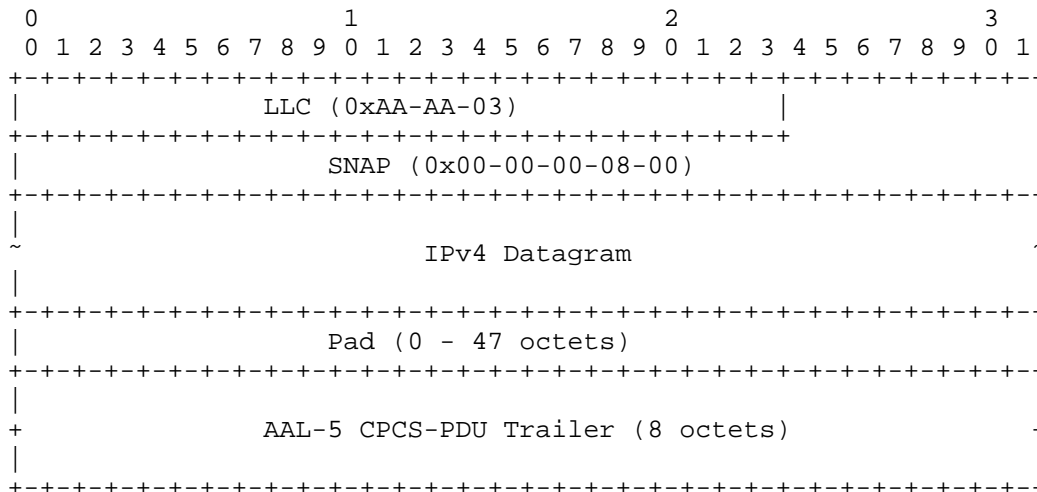 0                   1                   2                   3
 0 1 2 3 4 5 6 7 8 9 0 1 2 3 4 5 6 7 8 9 0 1 2 3 4 5 6 7 8 9 0 1
+-+-+-+-+-+-+-+-+-+-+-+-+-+-+-+-+-+-+-+-+-+-+-+-+-+-+-+-+-+-+-+-
|               LLC (0xAA-AA-03)                |
+-+-+-+-+-+-+-+-+-+-+-+-+-+-+-+-+-+-+-+-+-+-+-+-+
|                   SNAP (0x00-00-00-08-00)
+-+-+-+-+-+-+-+-+-+-+-+-+-+-+-+-+-+-+-+-+-+-+-+-+-+-+-+-+-+-+-+-
|
~                         IPv4 Datagram                         ~
|
+-+-+-+-+-+-+-+-+-+-+-+-+-+-+-+-+-+-+-+-+-+-+-+-+-+-+-+-+-+-+-+-
|                   Pad (0 - 47 octets)
+-+-+-+-+-+-+-+-+-+-+-+-+-+-+-+-+-+-+-+-+-+-+-+-+-+-+-+-+-+-+-+-
|
+               AAL-5 CPCS-PDU Trailer (8 octets)               -
|
+-+-+-+-+-+-+-+-+-+-+-+-+-+-+-+-+-+-+-+-+-+-+-+-+-+-+-+-+-+-+-+-